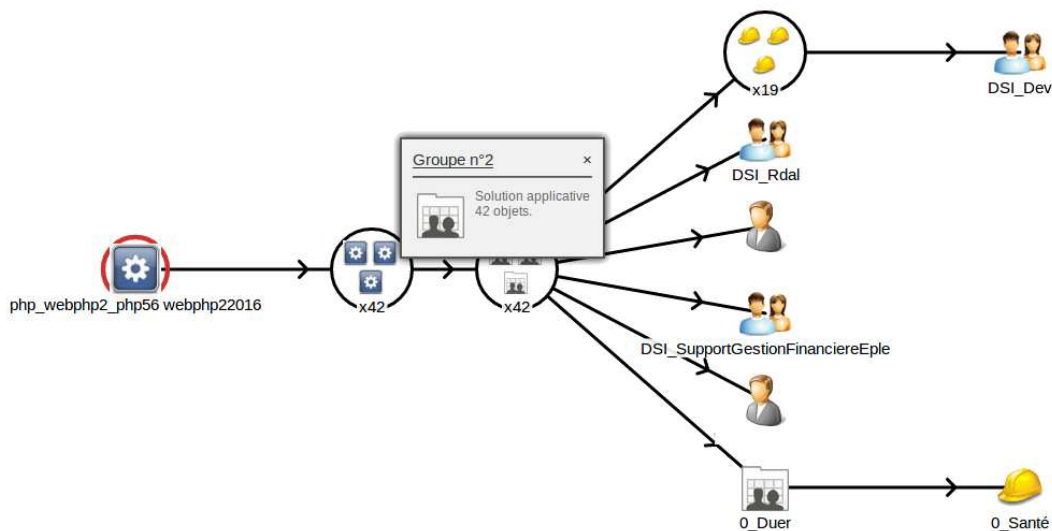 x19
DSI_Dev
Groupe n°2 ×
Solution applicative
42 objets.
DSI_Rdal
php_webphp2_php56 webphp22016
x42
x42
DSI_SupportGestionFinanciereEple
0_Duer
0_Santé